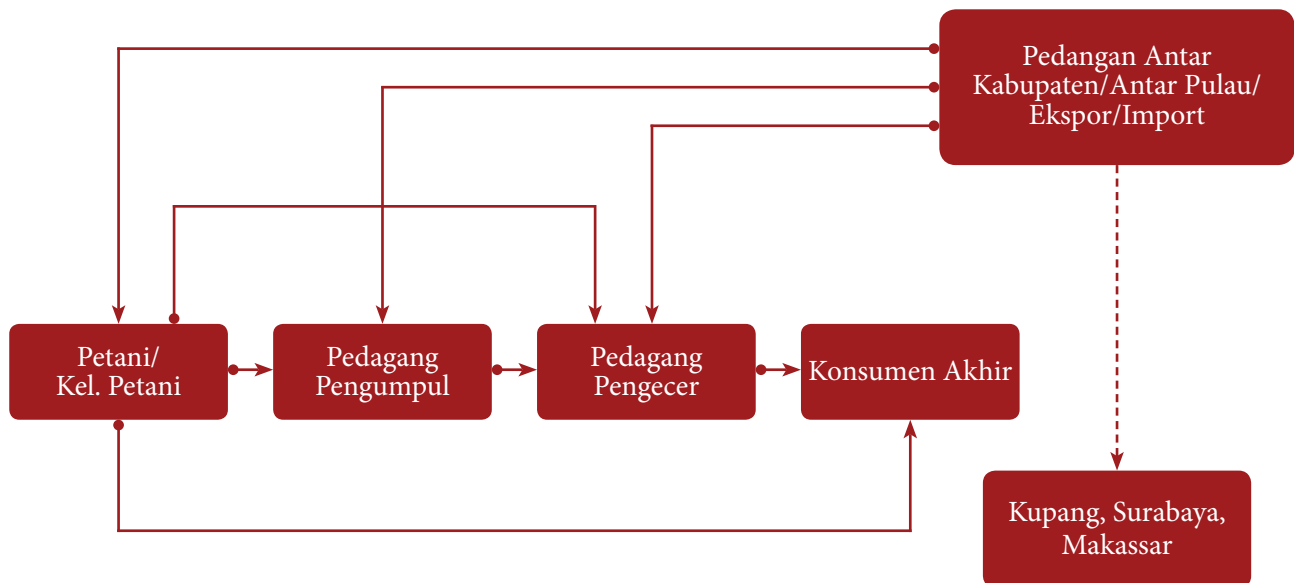 Pedangan Antar
Kabupaten/Antar Pulau/
Ekspor/Import
Petani/
Kel. Petani
Pedagang
Pengumpul
Pedagang
Pengecer
Konsumen Akhir
Kupang, Surabaya,
Makassar